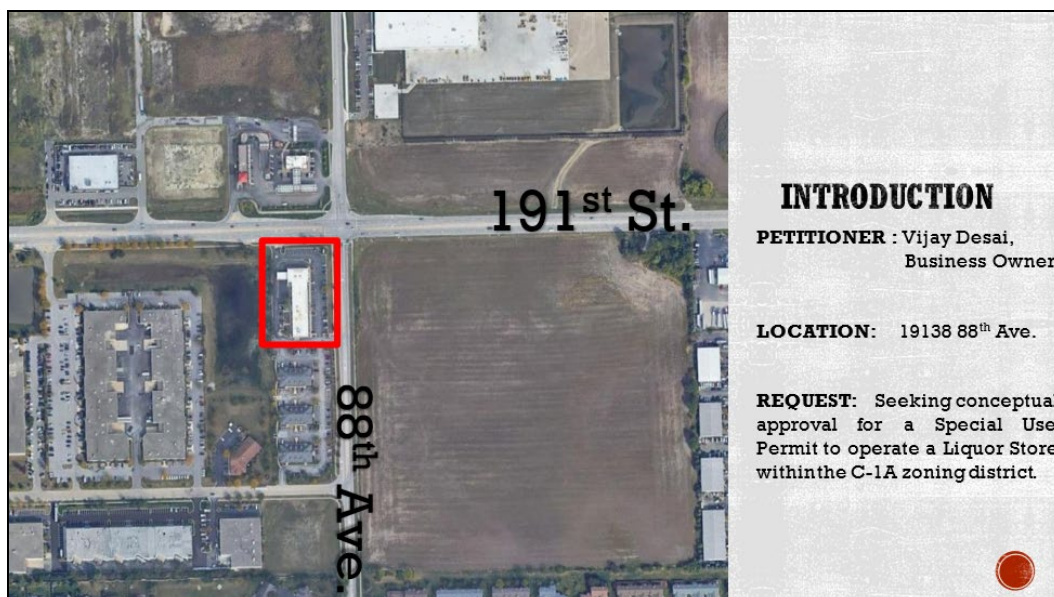 191st St.
88th Ave.
INTRODUCTION
PETITIONER : Vijay Desai,
Business Owner
LOCATION: 19138 88th Ave.
REQUEST: Seeking conceptual
approval for a Special Use
Permit to operate a Liquor Store
within the C-1A zoning district.